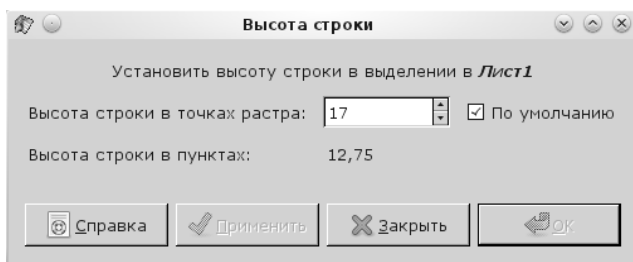 Высота строки
Установить высоту строки в выделении в Лист1
Высота строки в точках растра: 17 По умолчанию
Высота строки в пунктах: 12,75
Справка Применить Закрыть OK